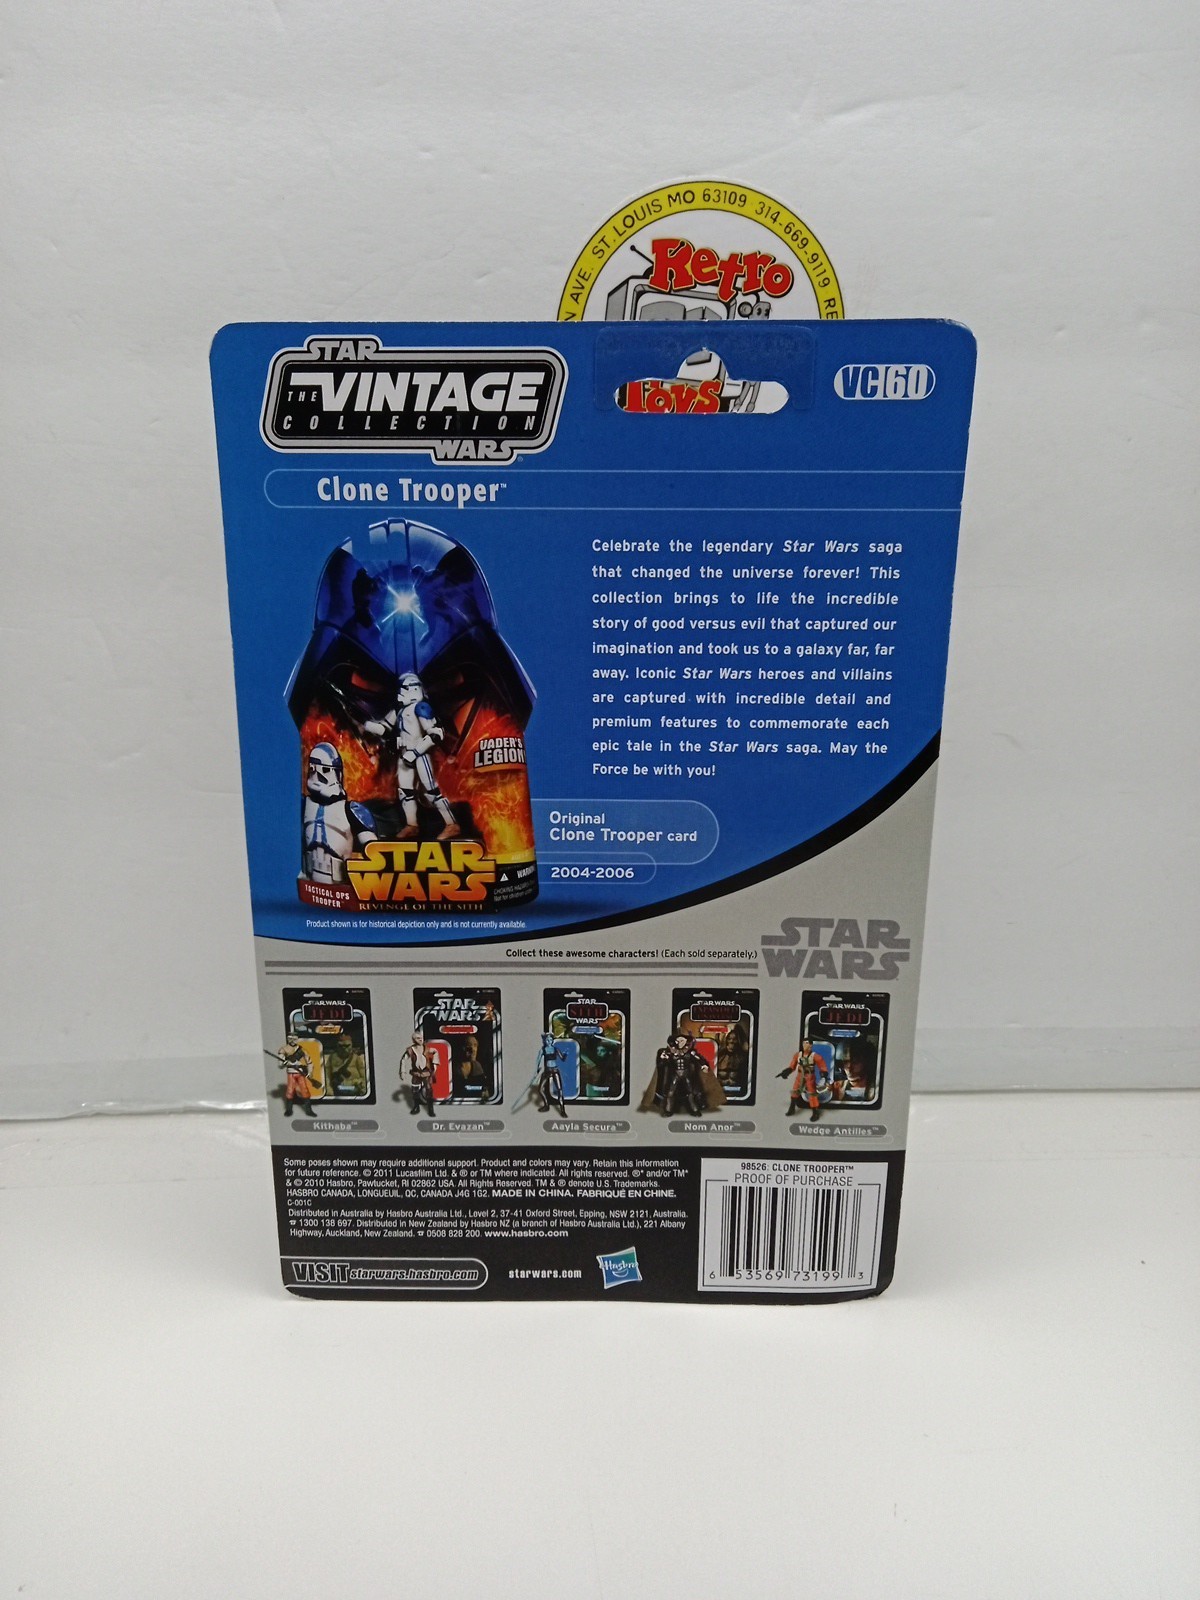 N AVE. ST. LOUIS MO 63109 314-669-9119 RE
Retro
Toys
STAR
THE VINTAGE
COLLECTION
WARS
VC60
Clone Trooper™
Celebrate the legendary Star Wars saga
that changed the universe forever! This
collection brings to life the incredible
story of good versus evil that captured our
imagination and took us to a galaxy far, far
away. Iconic Star Wars heroes and villains
are captured with incredible detail and
premium features to commemorate each
epic tale in the Star Wars saga. May the
Force be with you!
VADER'S
LEGION
Original
Clone Trooper card
2004-2006
STAR
WARS
REVENGE OF THE SITH
TACTICAL OPS
TROOPER
Product shown is for historical depiction only and is not currently available.
Collect these awesome characters! (Each sold separately.)
STAR
WARS
Kithaba™
Dr. Evazan™
Aayla Secura™
Nom Anor™
Wedge Antilles™
Some poses shown may require additional support. Product and colors may vary. Retain this information
for future reference. © 2011 Lucasfilm Ltd. & ® or TM where indicated. All rights reserved. ®* and/or TM*
& © 2010 Hasbro, Pawtucket, RI 02862 USA. All Rights Reserved. TM & ® denote U.S. Trademarks.
HASBRO CANADA, LONGUEUIL, QC, CANADA J4G 1G2. MADE IN CHINA. FABRIQUÉ EN CHINE.
C-001C
Distributed in Australia by Hasbro Australia Ltd., Level 2, 37-41 Oxford Street, Epping, NSW 2121, Australia.
☎ 1300 138 697. Distributed in New Zealand by Hasbro NZ (a branch of Hasbro Australia Ltd.), 221 Albany
Highway, Auckland, New Zealand. ☎ 0508 828 200. www.hasbro.com
VISIT starwars.hasbro.com
starwars.com
Hasbro
98526: CLONE TROOPER™
PROOF OF PURCHASE
6 53569 73199 3